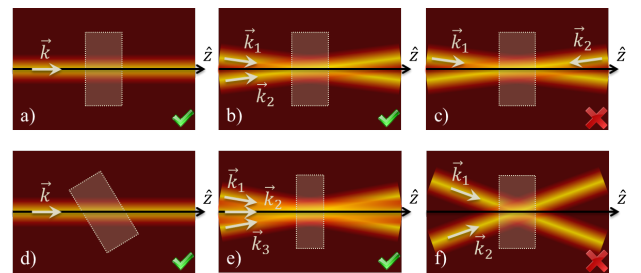 k⃗ ẑ
a)
k⃗₁ ẑ
k⃗₂
b)
k⃗₁ k⃗₂ ẑ
c)
k⃗ ẑ
d)
k⃗₁ k⃗₂ ẑ
k⃗₃
e)
k⃗₁ ẑ
k⃗₂
f)